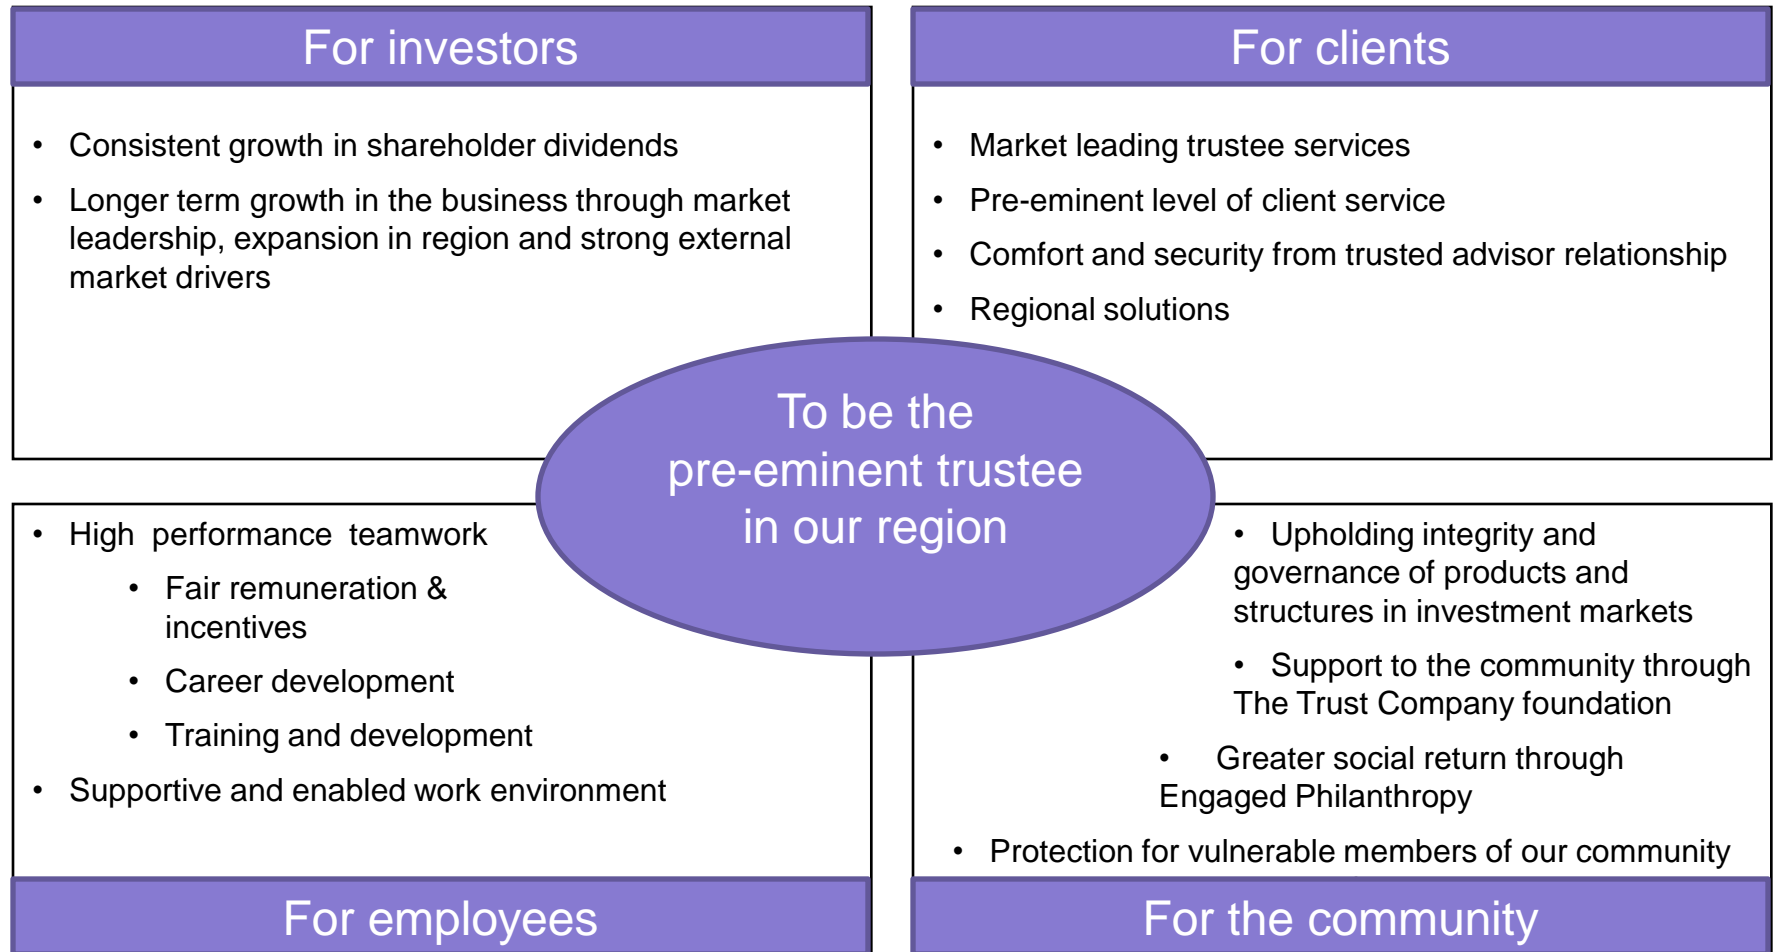 For investors
• Consistent growth in shareholder dividends
• Longer term growth in the business through market
leadership, expansion in region and strong external
market drivers
For clients
• Market leading trustee services
• Pre-eminent level of client service
• Comfort and security from trusted advisor relationship
• Regional solutions
To be the
pre-eminent trustee
in our region
• High performance teamwork
• Fair remuneration &
incentives
• Career development
• Training and development
• Supportive and enabled work environment
For employees
• Upholding integrity and
governance of products and
structures in investment markets
• Support to the community through
The Trust Company foundation
• Greater social return through
Engaged Philanthropy
• Protection for vulnerable members of our community
For the community